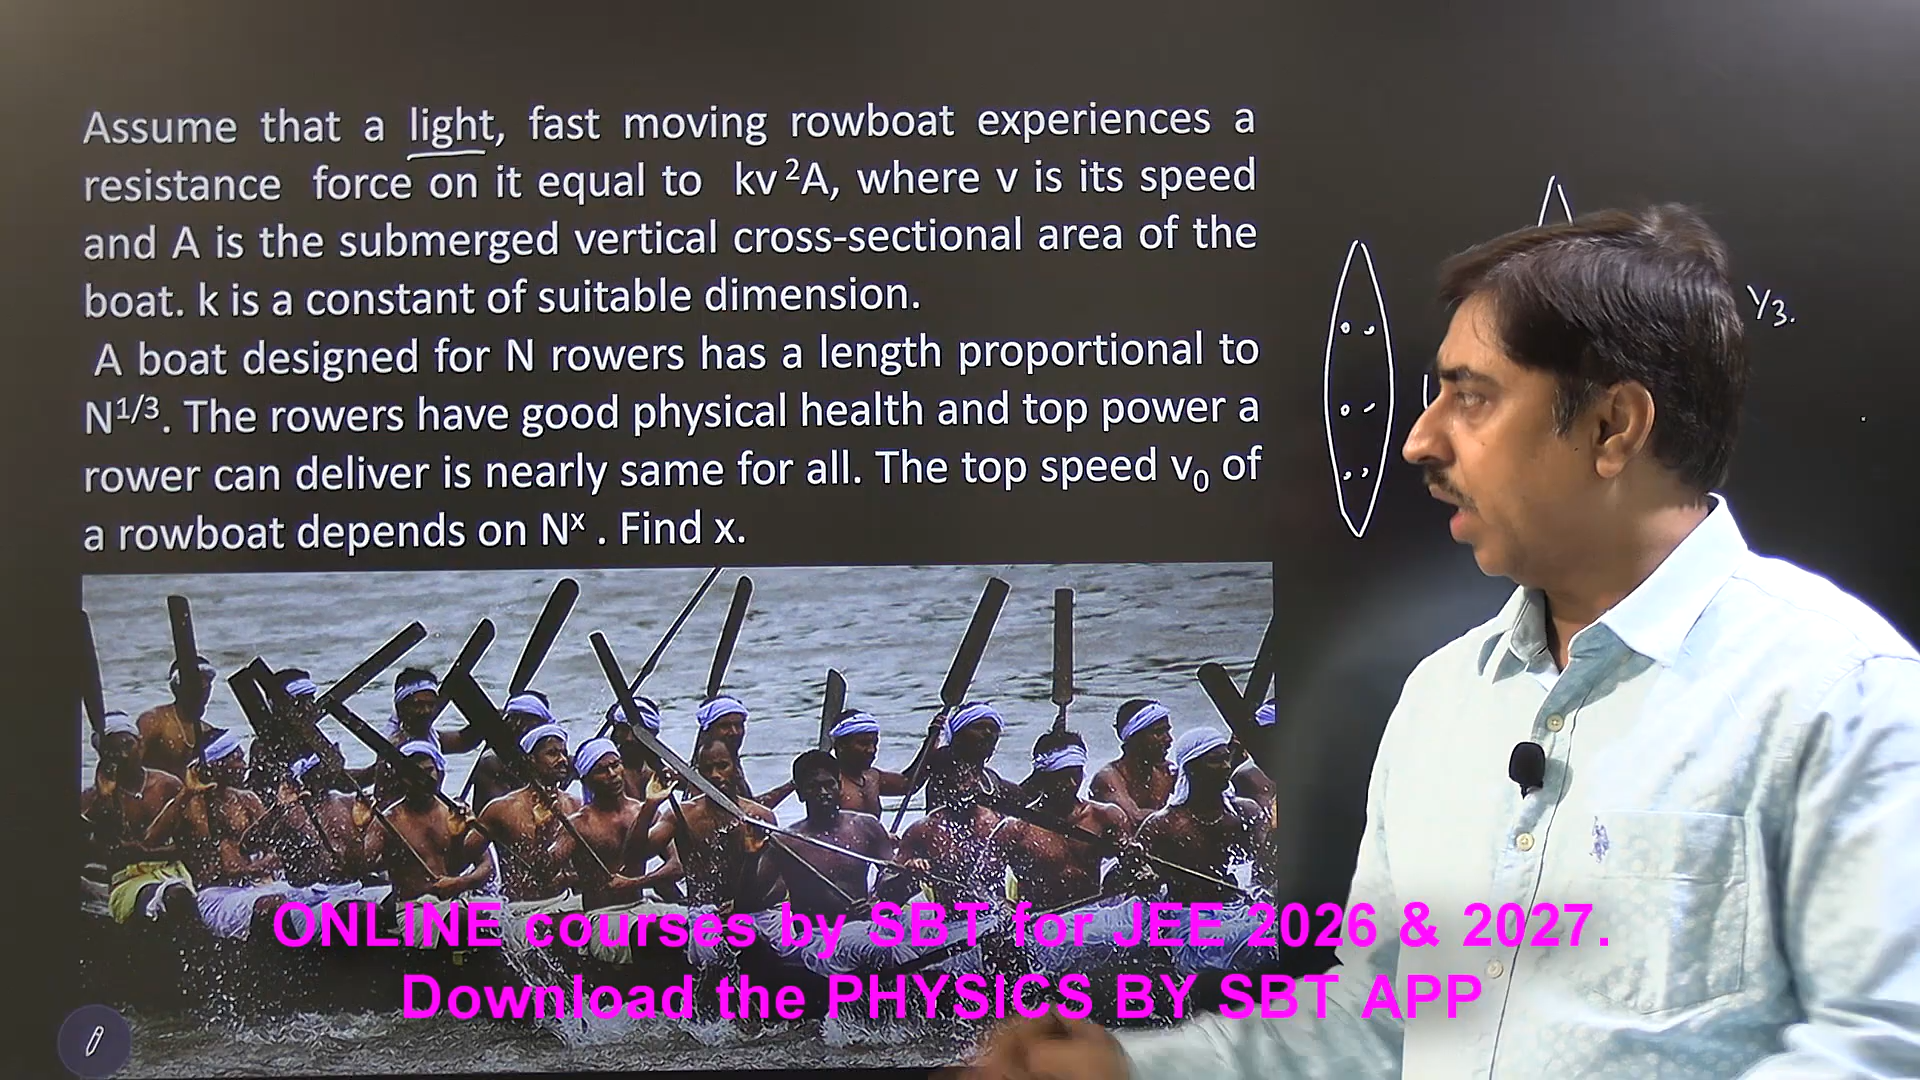 Assume that a light, fast moving rowboat experiences a
resistance force on it equal to kv²A, where v is its speed
and A is the submerged vertical cross-sectional area of the
boat. k is a constant of suitable dimension.
A boat designed for N rowers has a length proportional to
N¹/³. The rowers have good physical health and top power a
rower can deliver is nearly same for all. The top speed v₀ of
a rowboat depends on Nˣ . Find x.
1/3.
ONLINE courses by SBT for JEE 2026 & 2027.
Download the PHYSICS BY SBT APP